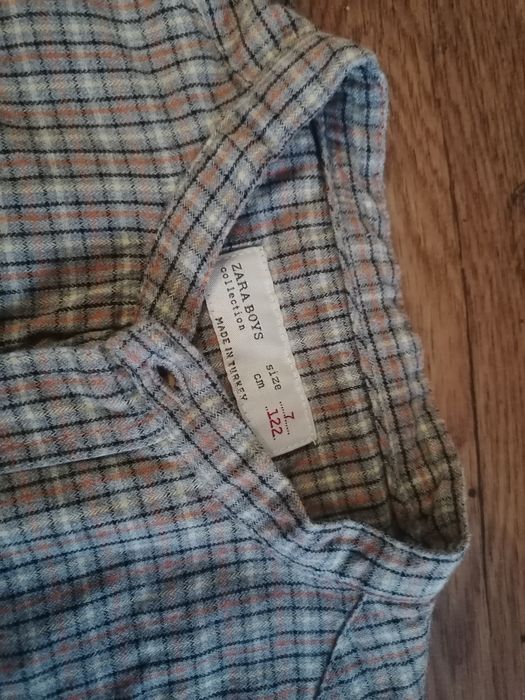 ZARA BOYS
collection
size 7
cm 122
MADE IN TURKEY